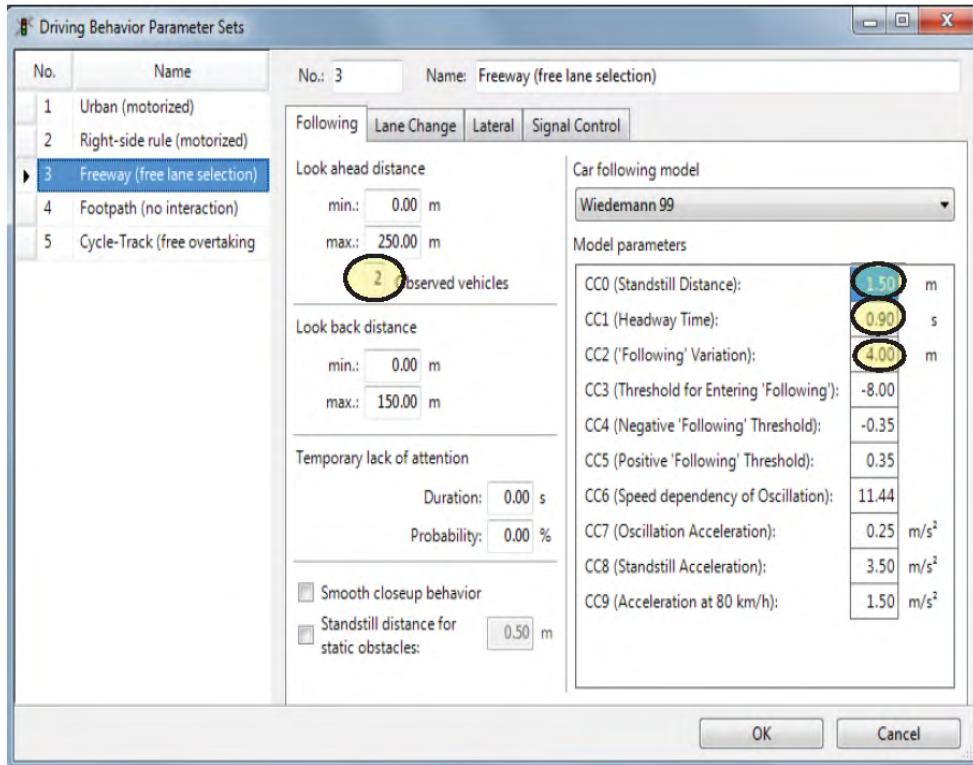 Driving Behavior Parameter Sets
No. Name
1 Urban (motorized)
2 Right-side rule (motorized)
3 Freeway (free lane selection)
4 Footpath (no interaction)
5 Cycle-Track (free overtaking
No.: 3 Name: Freeway (free lane selection)
Following Lane Change Lateral Signal Control
Look ahead distance
min.: 0.00 m
max.: 250.00 m
2 Observed vehicles
Look back distance
min.: 0.00 m
max.: 150.00 m
Temporary lack of attention
Duration: 0.00 s
Probability: 0.00 %
Smooth closeup behavior
Standstill distance for
static obstacles: 0.50 m
Car following model
Wiedemann 99
Model parameters
CC0 (Standstill Distance): 1.50 m
CC1 (Headway Time): 0.90 s
CC2 ('Following' Variation): 4.00 m
CC3 (Threshold for Entering 'Following'): -8.00
CC4 (Negative 'Following' Threshold): -0.35
CC5 (Positive 'Following' Threshold): 0.35
CC6 (Speed dependency of Oscillation): 11.44
CC7 (Oscillation Acceleration): 0.25 m/s²
CC8 (Standstill Acceleration): 3.50 m/s²
CC9 (Acceleration at 80 km/h): 1.50 m/s²
OK Cancel